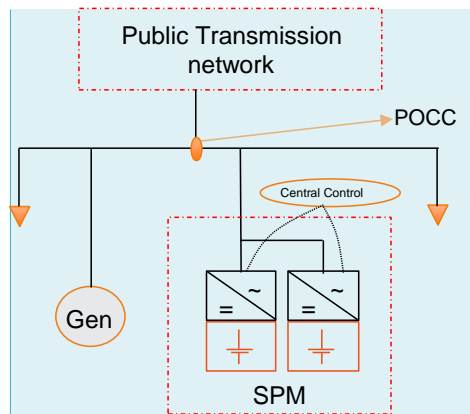 Public Transmission
network
POCC
Central Control
Gen
~
=
~
=
SPM